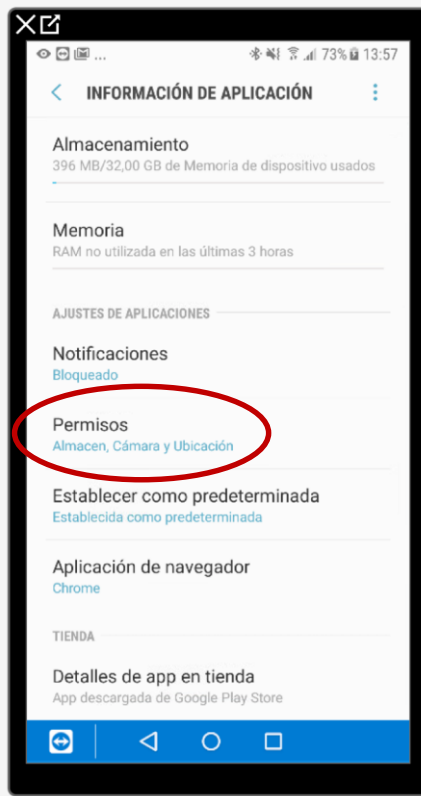 ... 73% 13:57
INFORMACIÓN DE APLICACIÓN
Almacenamiento
396 MB/32,00 GB de Memoria de dispositivo usados
Memoria
RAM no utilizada en las últimas 3 horas
AJUSTES DE APLICACIONES
Notificaciones
Bloqueado
Permisos
Almacen, Cámara y Ubicación
Establecer como predeterminada
Establecida como predeterminada
Aplicación de navegador
Chrome
TIENDA
Detalles de app en tienda
App descargada de Google Play Store